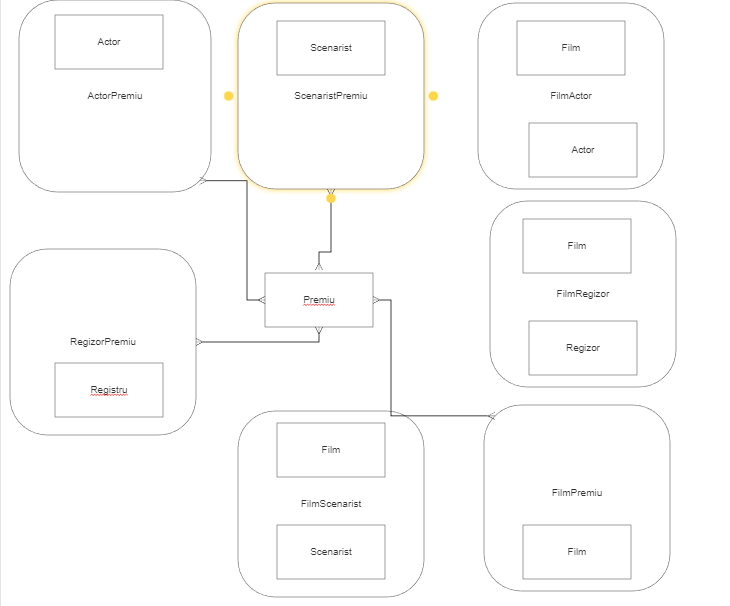 Actor
ActorPremiu
Scenarist
ScenaristPremiu
Film
FilmActor
Actor
Film
FilmRegizor
Regizor
Premiu
RegizorPremiu
Registru
Film
FilmScenarist
Scenarist
FilmPremiu
Film